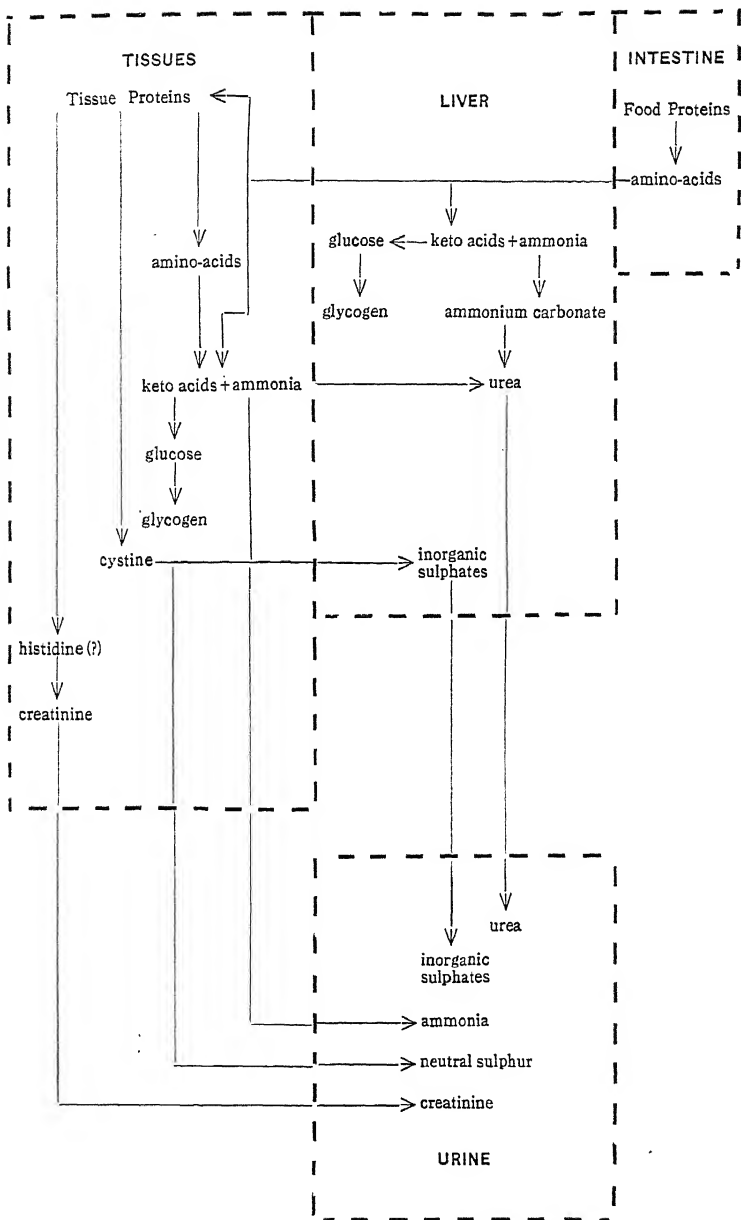 TISSUES
Tissue Proteins
amino-acids
keto acids + ammonia
glucose
glycogen
cystine
histidine (?)
creatinine
LIVER
glucose
keto acids + ammonia
glycogen
ammonium carbonate
urea
inorganic
sulphates
INTESTINE
Food Proteins
amino-acids
urea
inorganic
sulphates
ammonia
neutral sulphur
creatinine
URINE